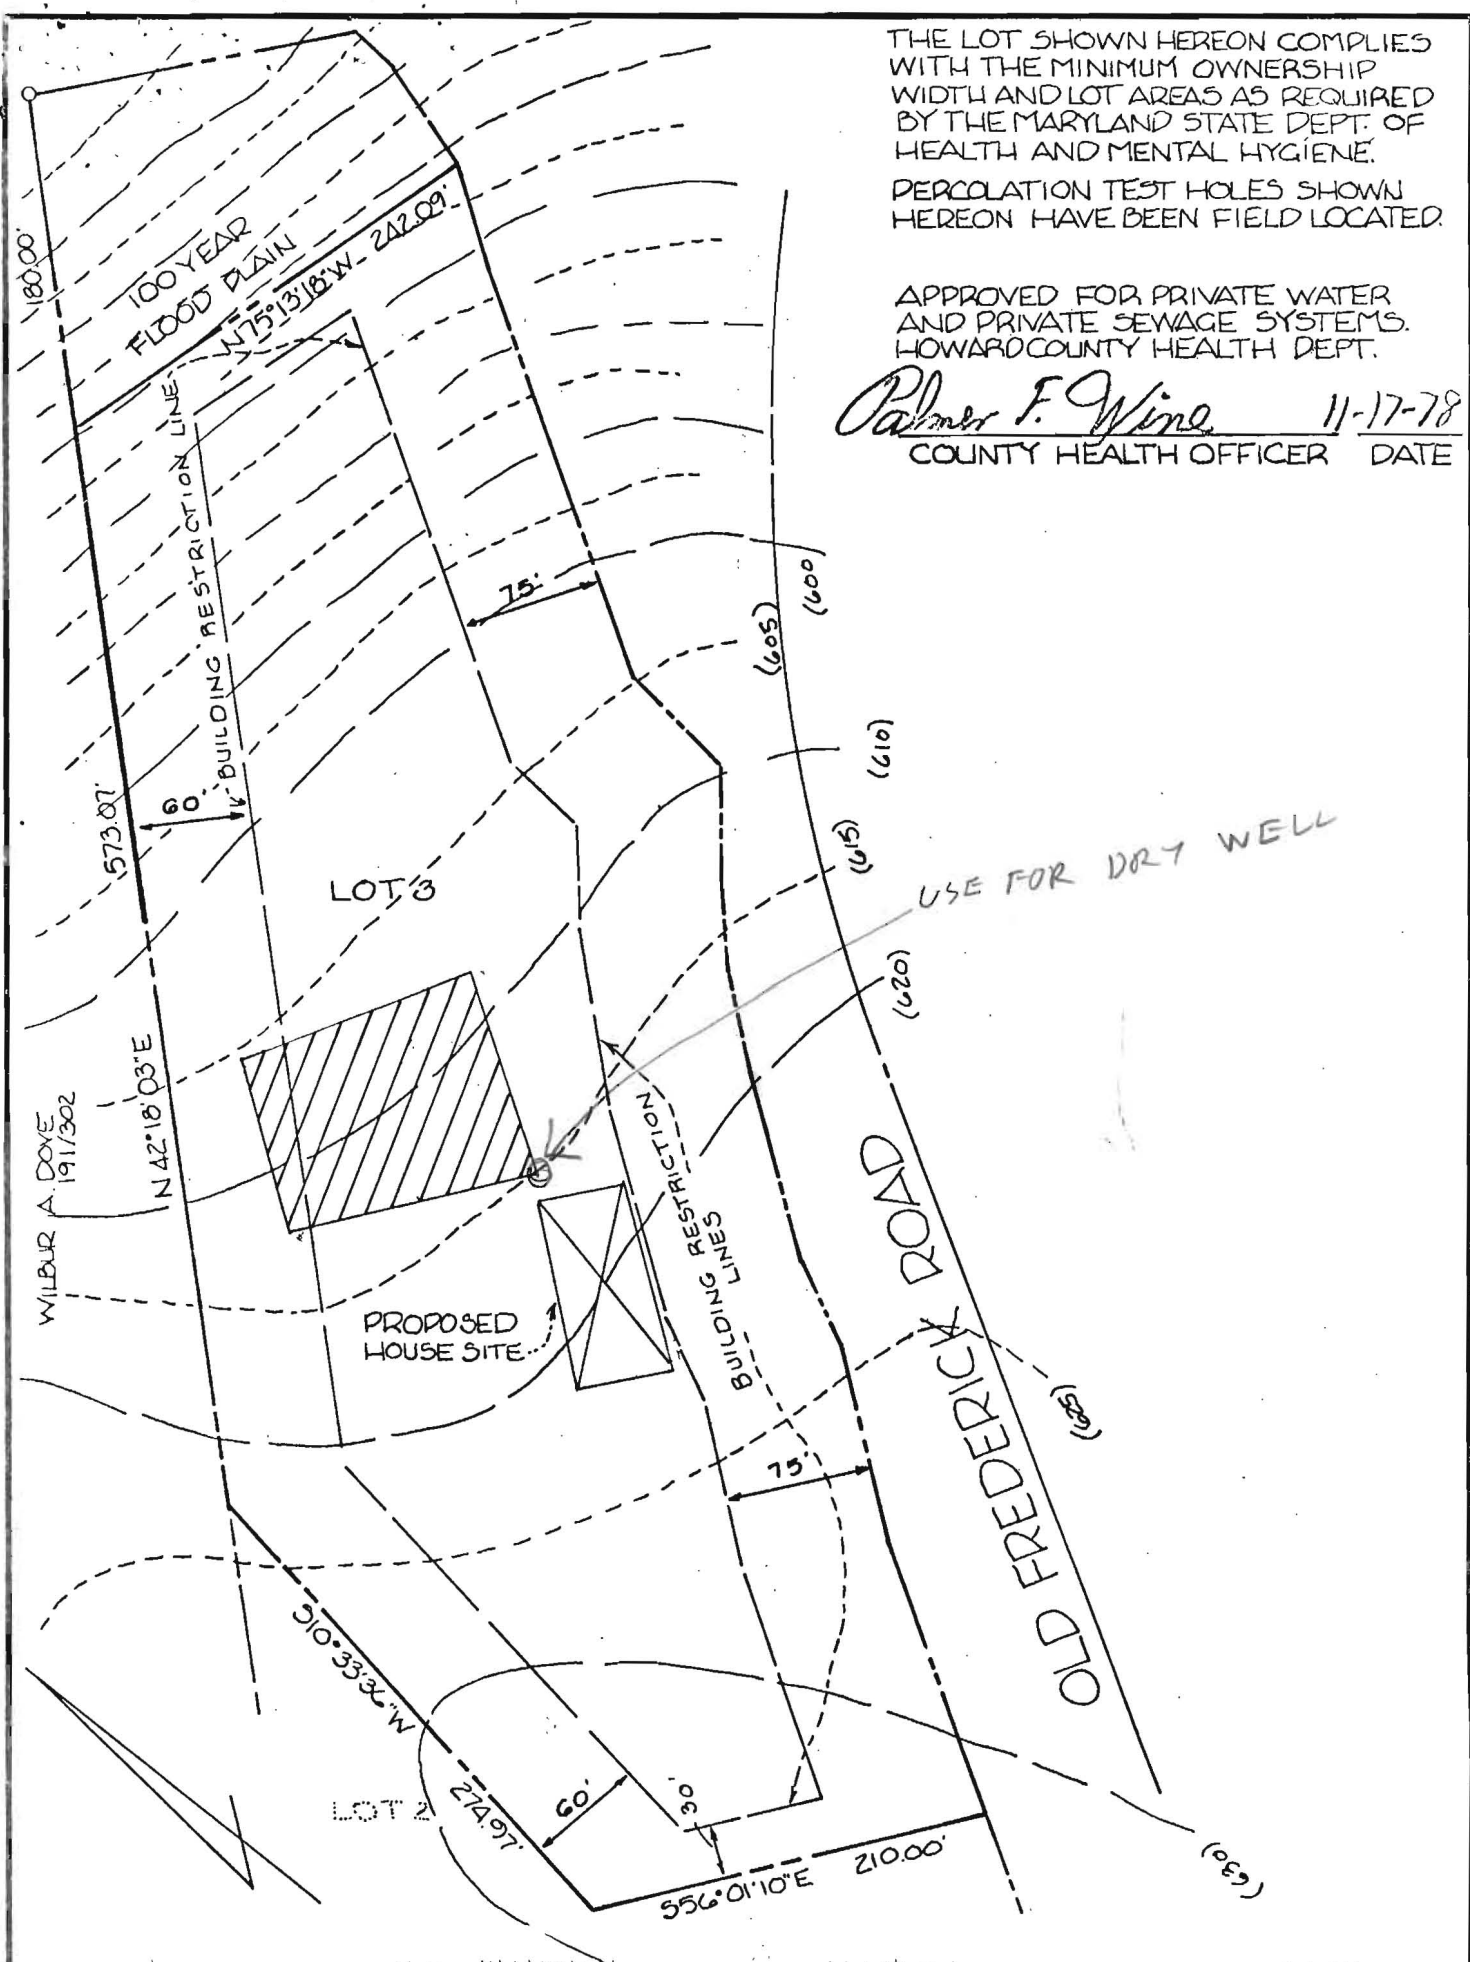 THE LOT SHOWN HEREON COMPLIES
WITH THE MINIMUM OWNERSHIP
WIDTH AND LOT AREAS AS REQUIRED
BY THE MARYLAND STATE DEPT. OF
HEALTH AND MENTAL HYGIENE.
PERCOLATION TEST HOLES SHOWN
HEREON HAVE BEEN FIELD LOCATED.
APPROVED FOR PRIVATE WATER
AND PRIVATE SEWAGE SYSTEMS.
HOWARD COUNTY HEALTH DEPT.
Palmer F. Wine 11-17-78
COUNTY HEALTH OFFICER DATE
180.00'
100 YEAR
FLOOD PLAIN
N75°13'18"W 242.09'
BUILDING RESTRICTION LINE
75'
(600)
(605)
(610)
60'
573.07'
(615)
USE FOR DRY WELL
LOT 3
(620)
N42°18'03"E
WILBUR A. DOVE
191/302
BUILDING RESTRICTION
LINES
PROPOSED
HOUSE SITE
OLD FREDERICK ROAD
(625)
75'
S10°33'36"W
274.97'
LOT 2
60'
30'
210.00'
S56°01'10"E
(630)